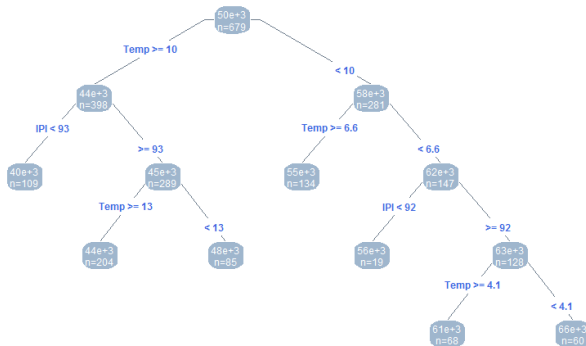 50e+3
n=679
Temp >= 10
< 10
44e+3
n=398
58e+3
n=281
IPI < 93
>= 93
Temp >= 6.6
< 6.6
40e+3
n=109
45e+3
n=289
55e+3
n=134
62e+3
n=147
Temp >= 13
< 13
IPI < 92
>= 92
44e+3
n=204
48e+3
n=85
56e+3
n=19
63e+3
n=128
Temp >= 4.1
< 4.1
61e+3
n=68
66e+3
n=60